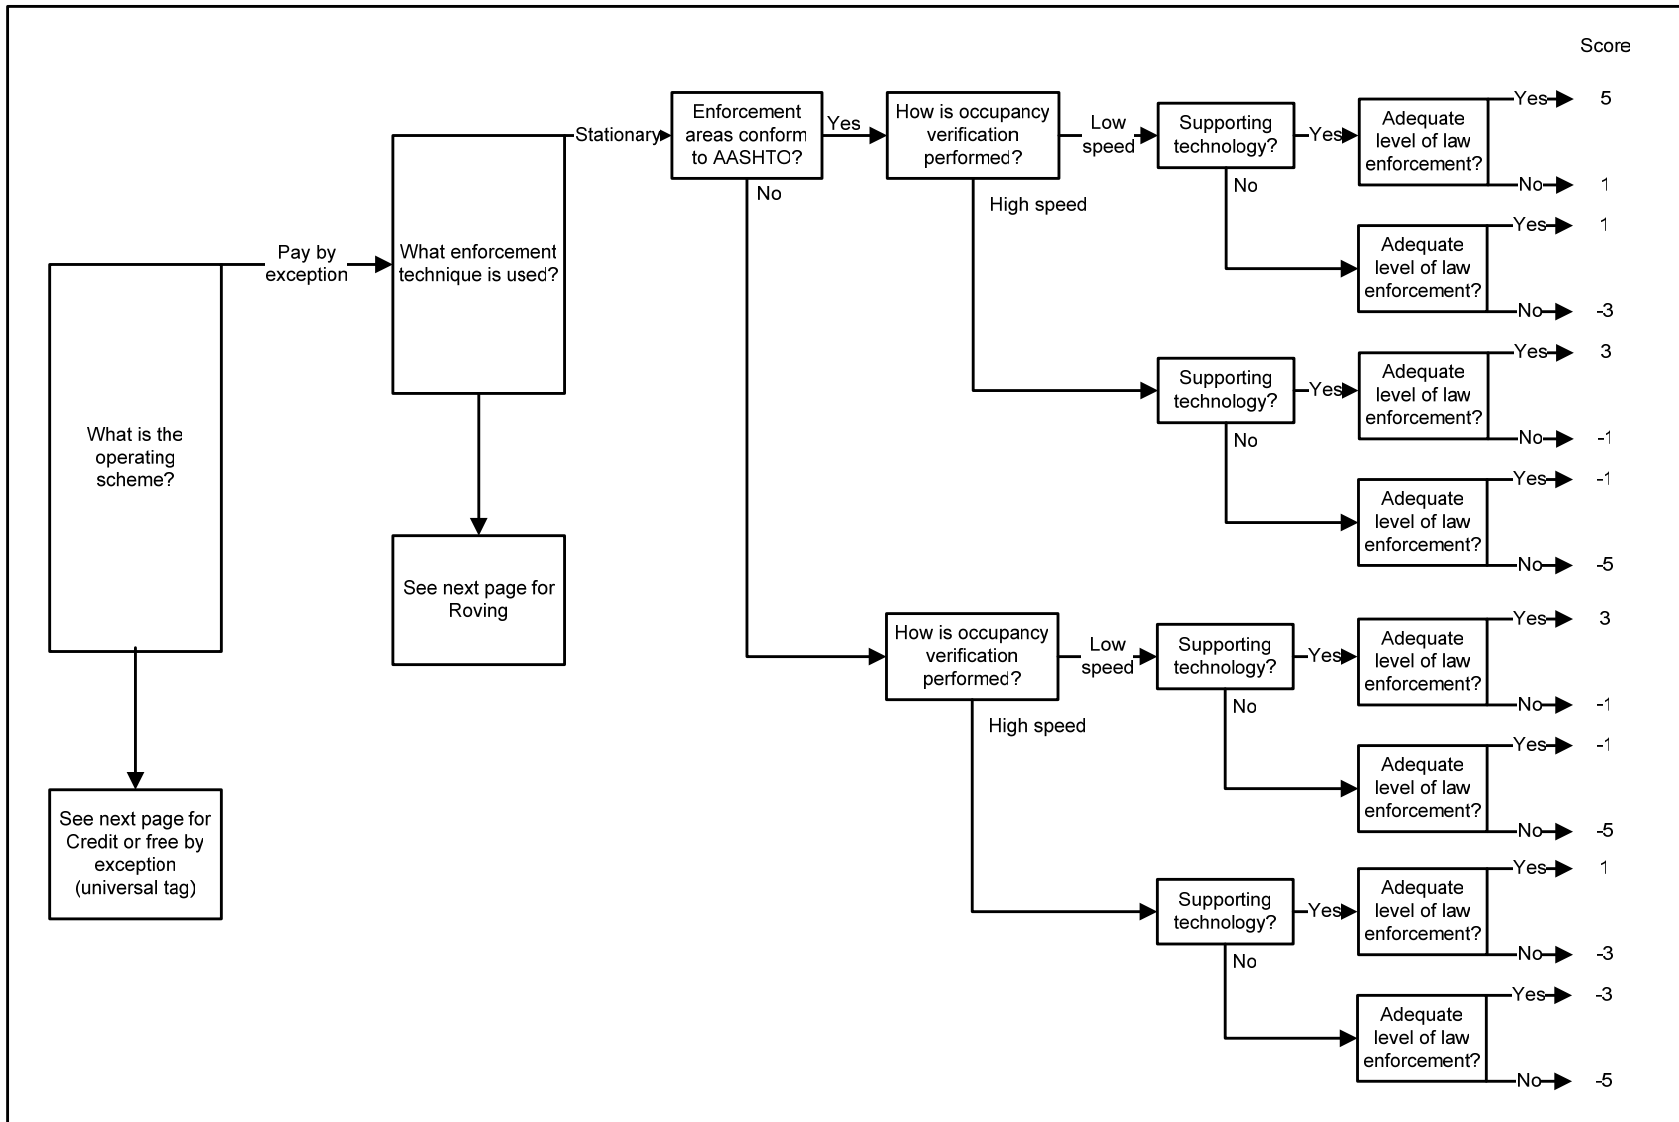 Score
What is the
operating
scheme?
Pay by
exception
See next page for
Credit or free by
exception
(universal tag)
What enforcement
technique is used?
See next page for
Roving
Stationary
Enforcement
areas conform
to AASHTO?
Yes
No
How is occupancy
verification
performed?
Low
speed
High speed
Supporting
technology?
Yes
No
Adequate
level of law
enforcement?
Yes
5
No
1
Adequate
level of law
enforcement?
Yes
1
No
-3
Supporting
technology?
Yes
No
Adequate
level of law
enforcement?
Yes
3
No
-1
Adequate
level of law
enforcement?
Yes
-1
No
-5
How is occupancy
verification
performed?
Low
speed
High speed
Supporting
technology?
Yes
No
Adequate
level of law
enforcement?
Yes
3
No
-1
Adequate
level of law
enforcement?
Yes
-1
No
-5
Supporting
technology?
Yes
No
Adequate
level of law
enforcement?
Yes
1
No
-3
Adequate
level of law
enforcement?
Yes
-3
No
-5